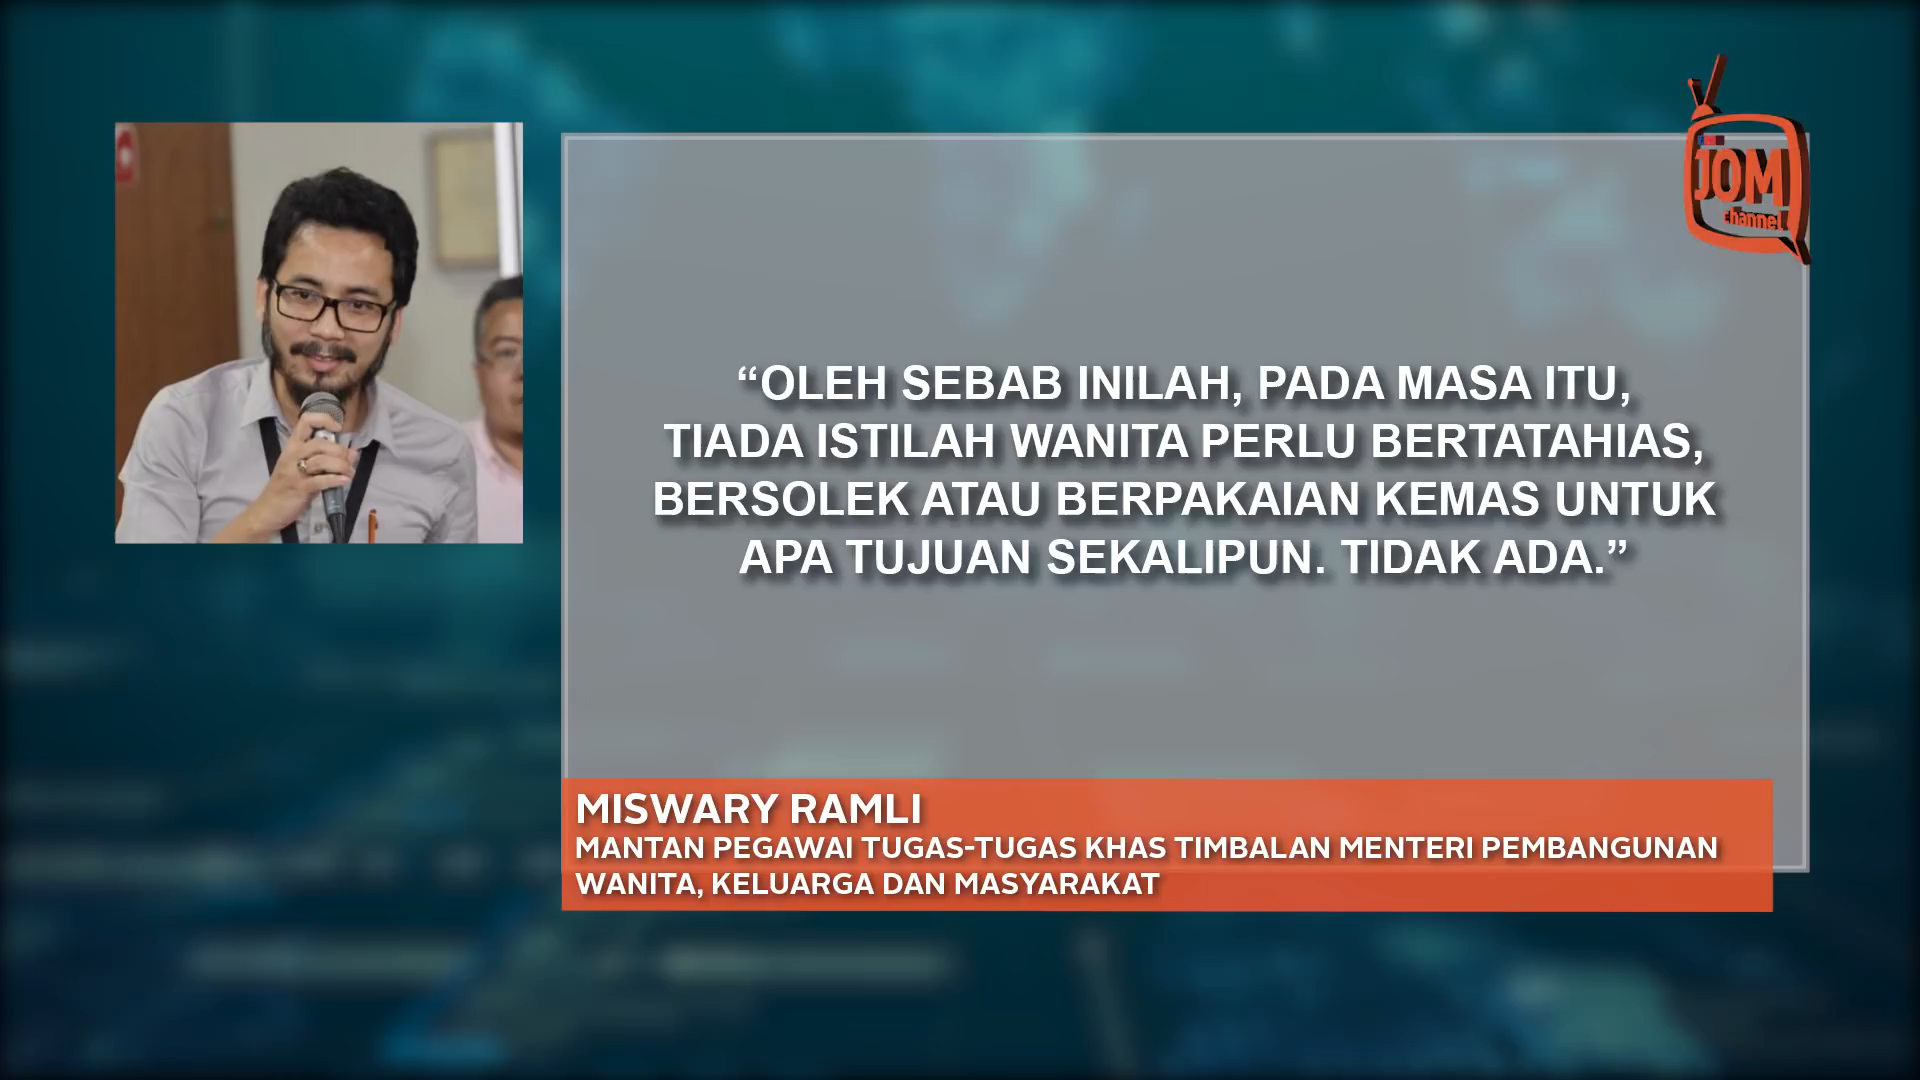 JOM
channel
“OLEH SEBAB INILAH, PADA MASA ITU,
TIADA ISTILAH WANITA PERLU BERTATAHIAS,
BERSOLEK ATAU BERPAKAIAN KEMAS UNTUK
APA TUJUAN SEKALIPUN. TIDAK ADA.”
MISWARY RAMLI
MANTAN PEGAWAI TUGAS-TUGAS KHAS TIMBALAN MENTERI PEMBANGUNAN
WANITA, KELUARGA DAN MASYARAKAT